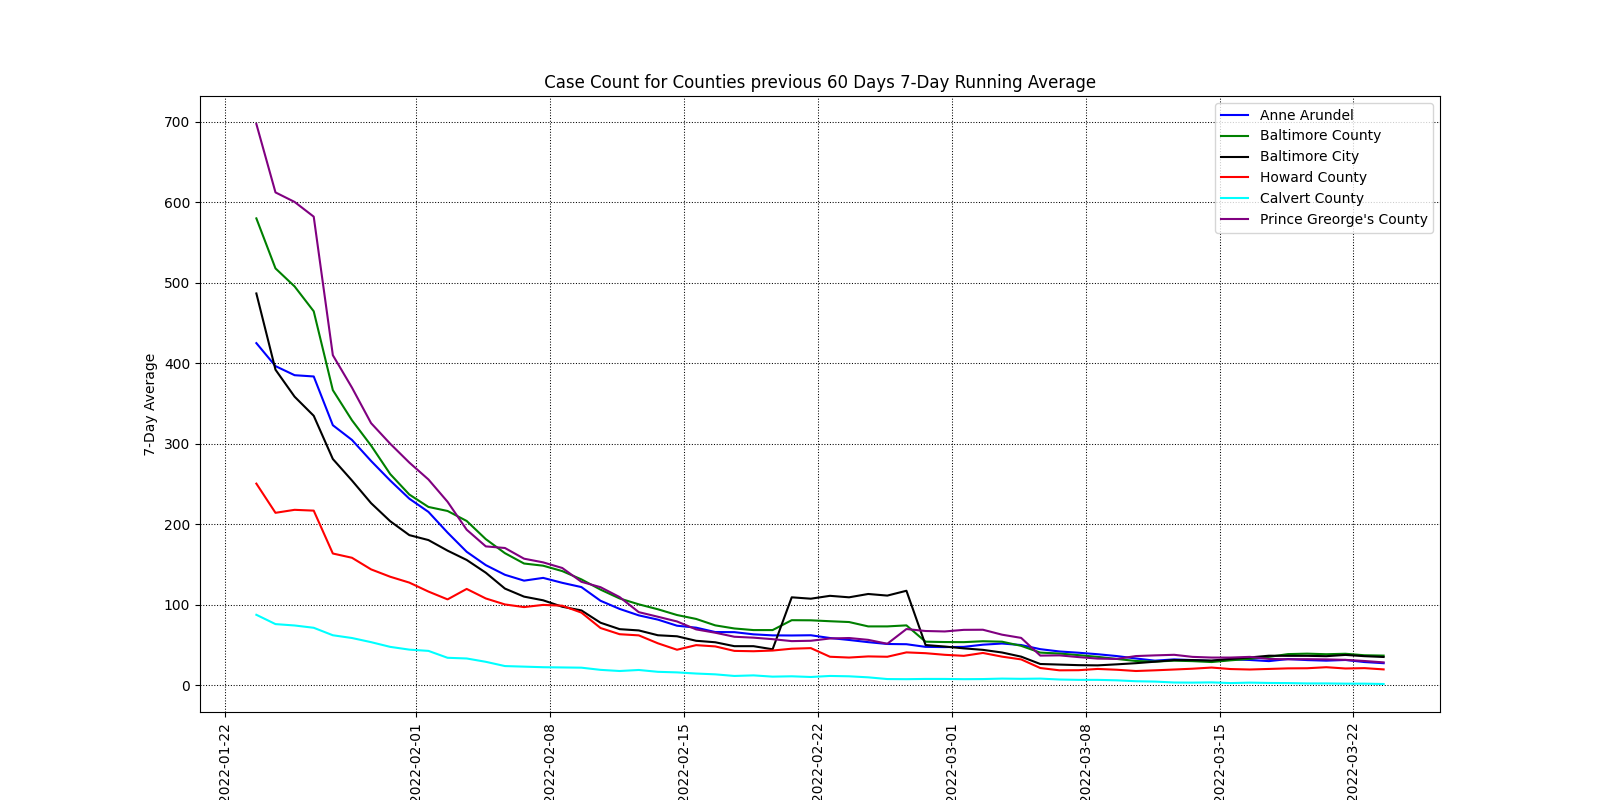 Case Count for Counties previous 60 Days 7-Day Running Average
7-Day Average
700
600
500
400
300
200
100
0
Anne Arundel
Baltimore County
Baltimore City
Howard County
Calvert County
Prince Greorge's County
2022-01-22
2022-02-01
2022-02-08
2022-02-15
2022-02-22
2022-03-01
2022-03-08
2022-03-15
2022-03-22